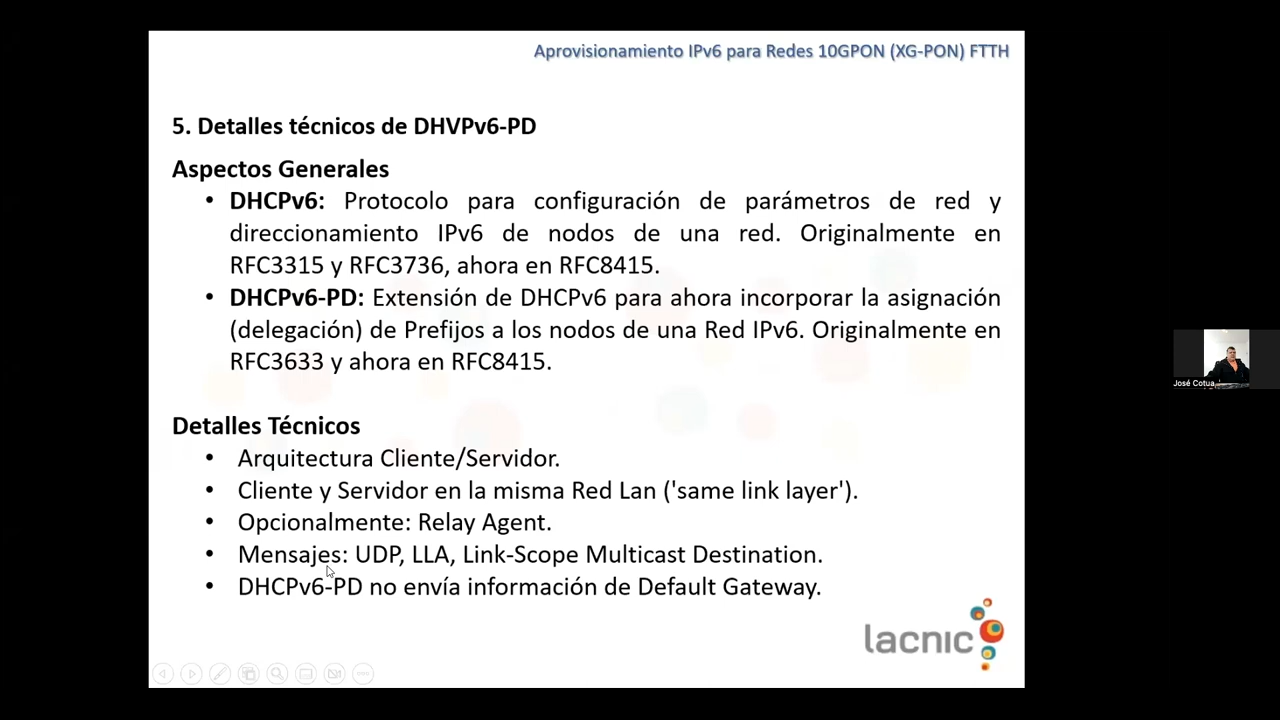 Aprovisionamiento IPv6 para Redes 10GPON (XG-PON) FTTH
5. Detalles técnicos de DHVPv6-PD
Aspectos Generales
• DHCPv6: Protocolo para configuración de parámetros de red y
direccionamiento IPv6 de nodos de una red. Originalmente en
RFC3315 y RFC3736, ahora en RFC8415.
• DHCPv6-PD: Extensión de DHCPv6 para ahora incorporar la asignación
(delegación) de Prefijos a los nodos de una Red IPv6. Originalmente en
RFC3633 y ahora en RFC8415.
Detalles Técnicos
• Arquitectura Cliente/Servidor.
• Cliente y Servidor en la misma Red Lan ('same link layer').
• Opcionalmente: Relay Agent.
• Mensajes: UDP, LLA, Link-Scope Multicast Destination.
• DHCPv6-PD no envía información de Default Gateway.
lacnic
José Cotua